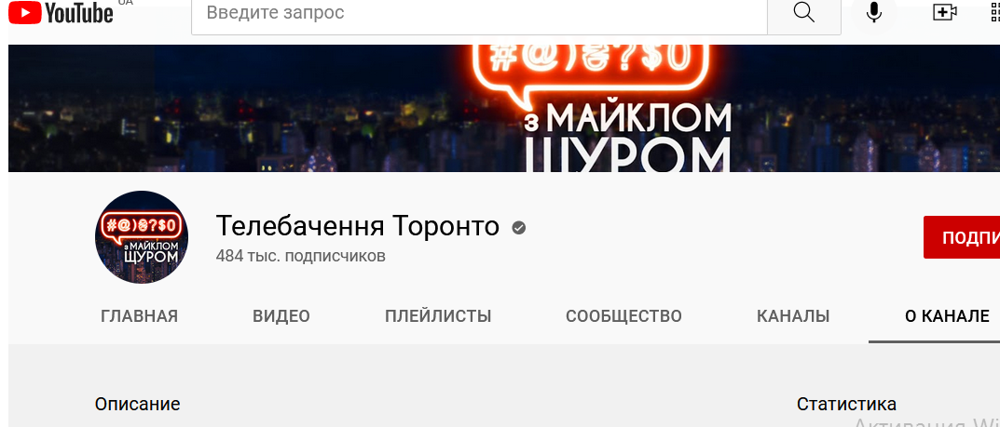 YouTube UA
Введите запрос
#@)₴?$0
з МАЙКЛОМ
ЩУРОМ
#@)₴?$0
з МАЙКЛОМ
ЩУРОМ
Телебачення Торонто
484 тыс. подписчиков
ПОДПИ
ГЛАВНАЯ ВИДЕО ПЛЕЙЛИСТЫ СООБЩЕСТВО КАНАЛЫ О КАНАЛЕ
Описание Статистика
Активация Wi